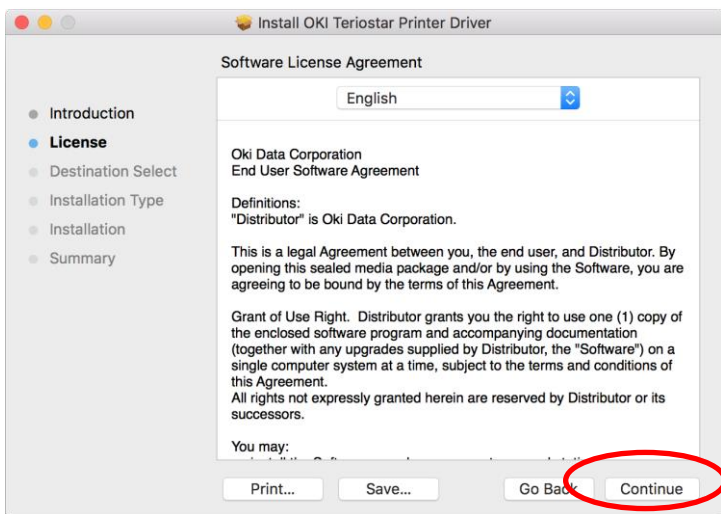 Install OKI Teriostar Printer Driver
Software License Agreement
Introduction
License
Destination Select
Installation Type
Installation
Summary
English
Oki Data Corporation
End User Software Agreement
Definitions:
"Distributor" is Oki Data Corporation.
This is a legal Agreement between you, the end user, and Distributor. By
opening this sealed media package and/or by using the Software, you are
agreeing to be bound by the terms of this Agreement.
Grant of Use Right. Distributor grants you the right to use one (1) copy of
the enclosed software program and accompanying documentation
(together with any upgrades supplied by Distributor, the "Software") on a
single computer system at a time, subject to the terms and conditions of
this Agreement.
All rights not expressly granted herein are reserved by Distributor or its
successors.
You may:
Print...
Save...
Go Back
Continue